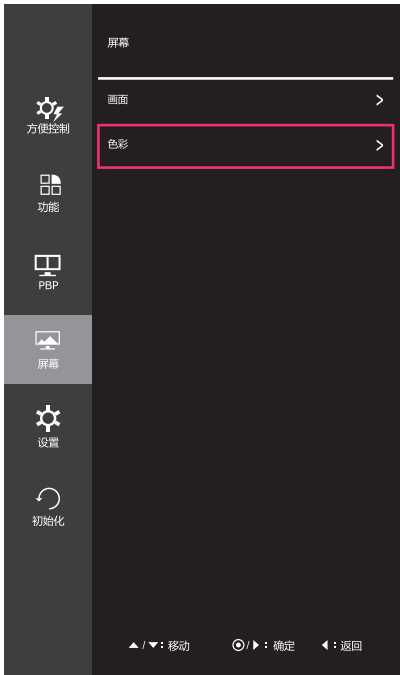 屏幕
画面
色彩
方便控制
功能
PBP
屏幕
设置
初始化
/ : 移动
/ : 确定
: 返回